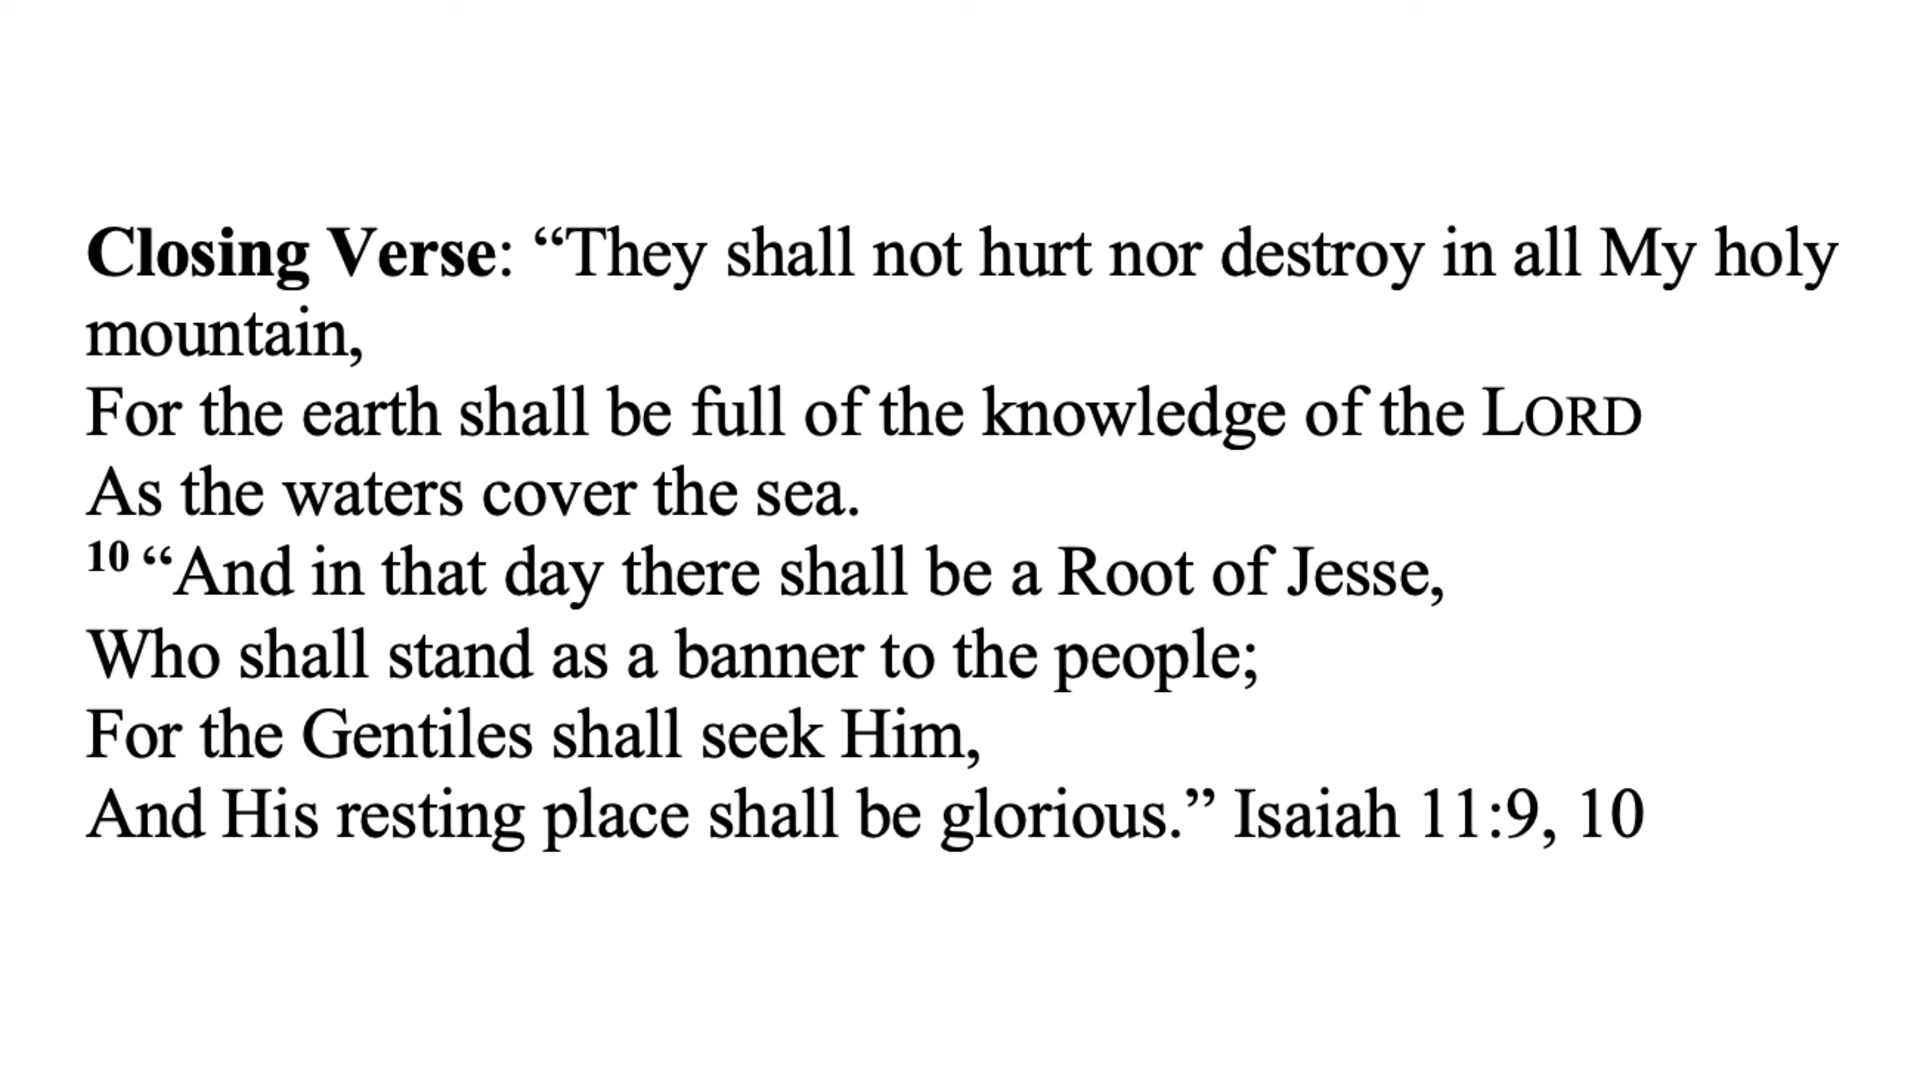 Closing Verse: “They shall not hurt nor destroy in all My holy
mountain,
For the earth shall be full of the knowledge of the LORD
As the waters cover the sea.
10 “And in that day there shall be a Root of Jesse,
Who shall stand as a banner to the people;
For the Gentiles shall seek Him,
And His resting place shall be glorious.” Isaiah 11:9, 10